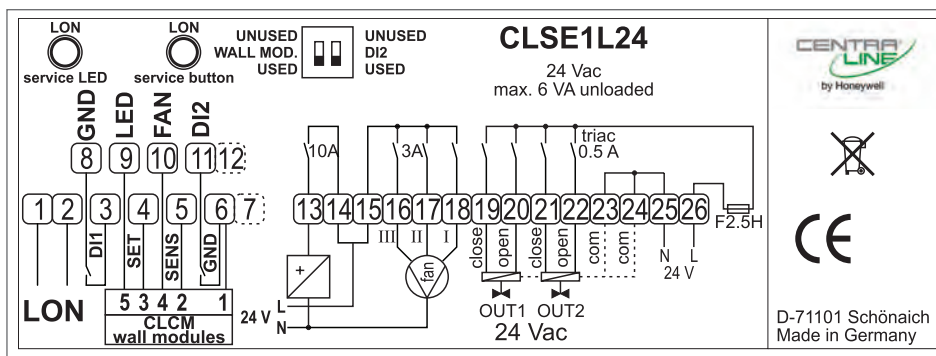 LON
service LED
LON
service button
UNUSED
WALL MOD.
USED
UNUSED
DI2
USED
CLSE1L24
24 Vac
max. 6 VA unloaded
CENTRA
LINE
by Honeywell
GND LED FAN DI2
8 9 10 11 12
10A 3A triac
0.5 A
1 2 3 4 5 6 7
13 14 15 16 17 18 19 20 21 22 23 24 25 26
F2.5H
III II I
close open close open com com
N L
24 V
DI1 SET SENS GND
+
fan
LON
5 3 4 2 1
CLCM
wall modules
24 V L
N
OUT1 OUT2
24 Vac
CE
D-71101 Schönaich
Made in Germany